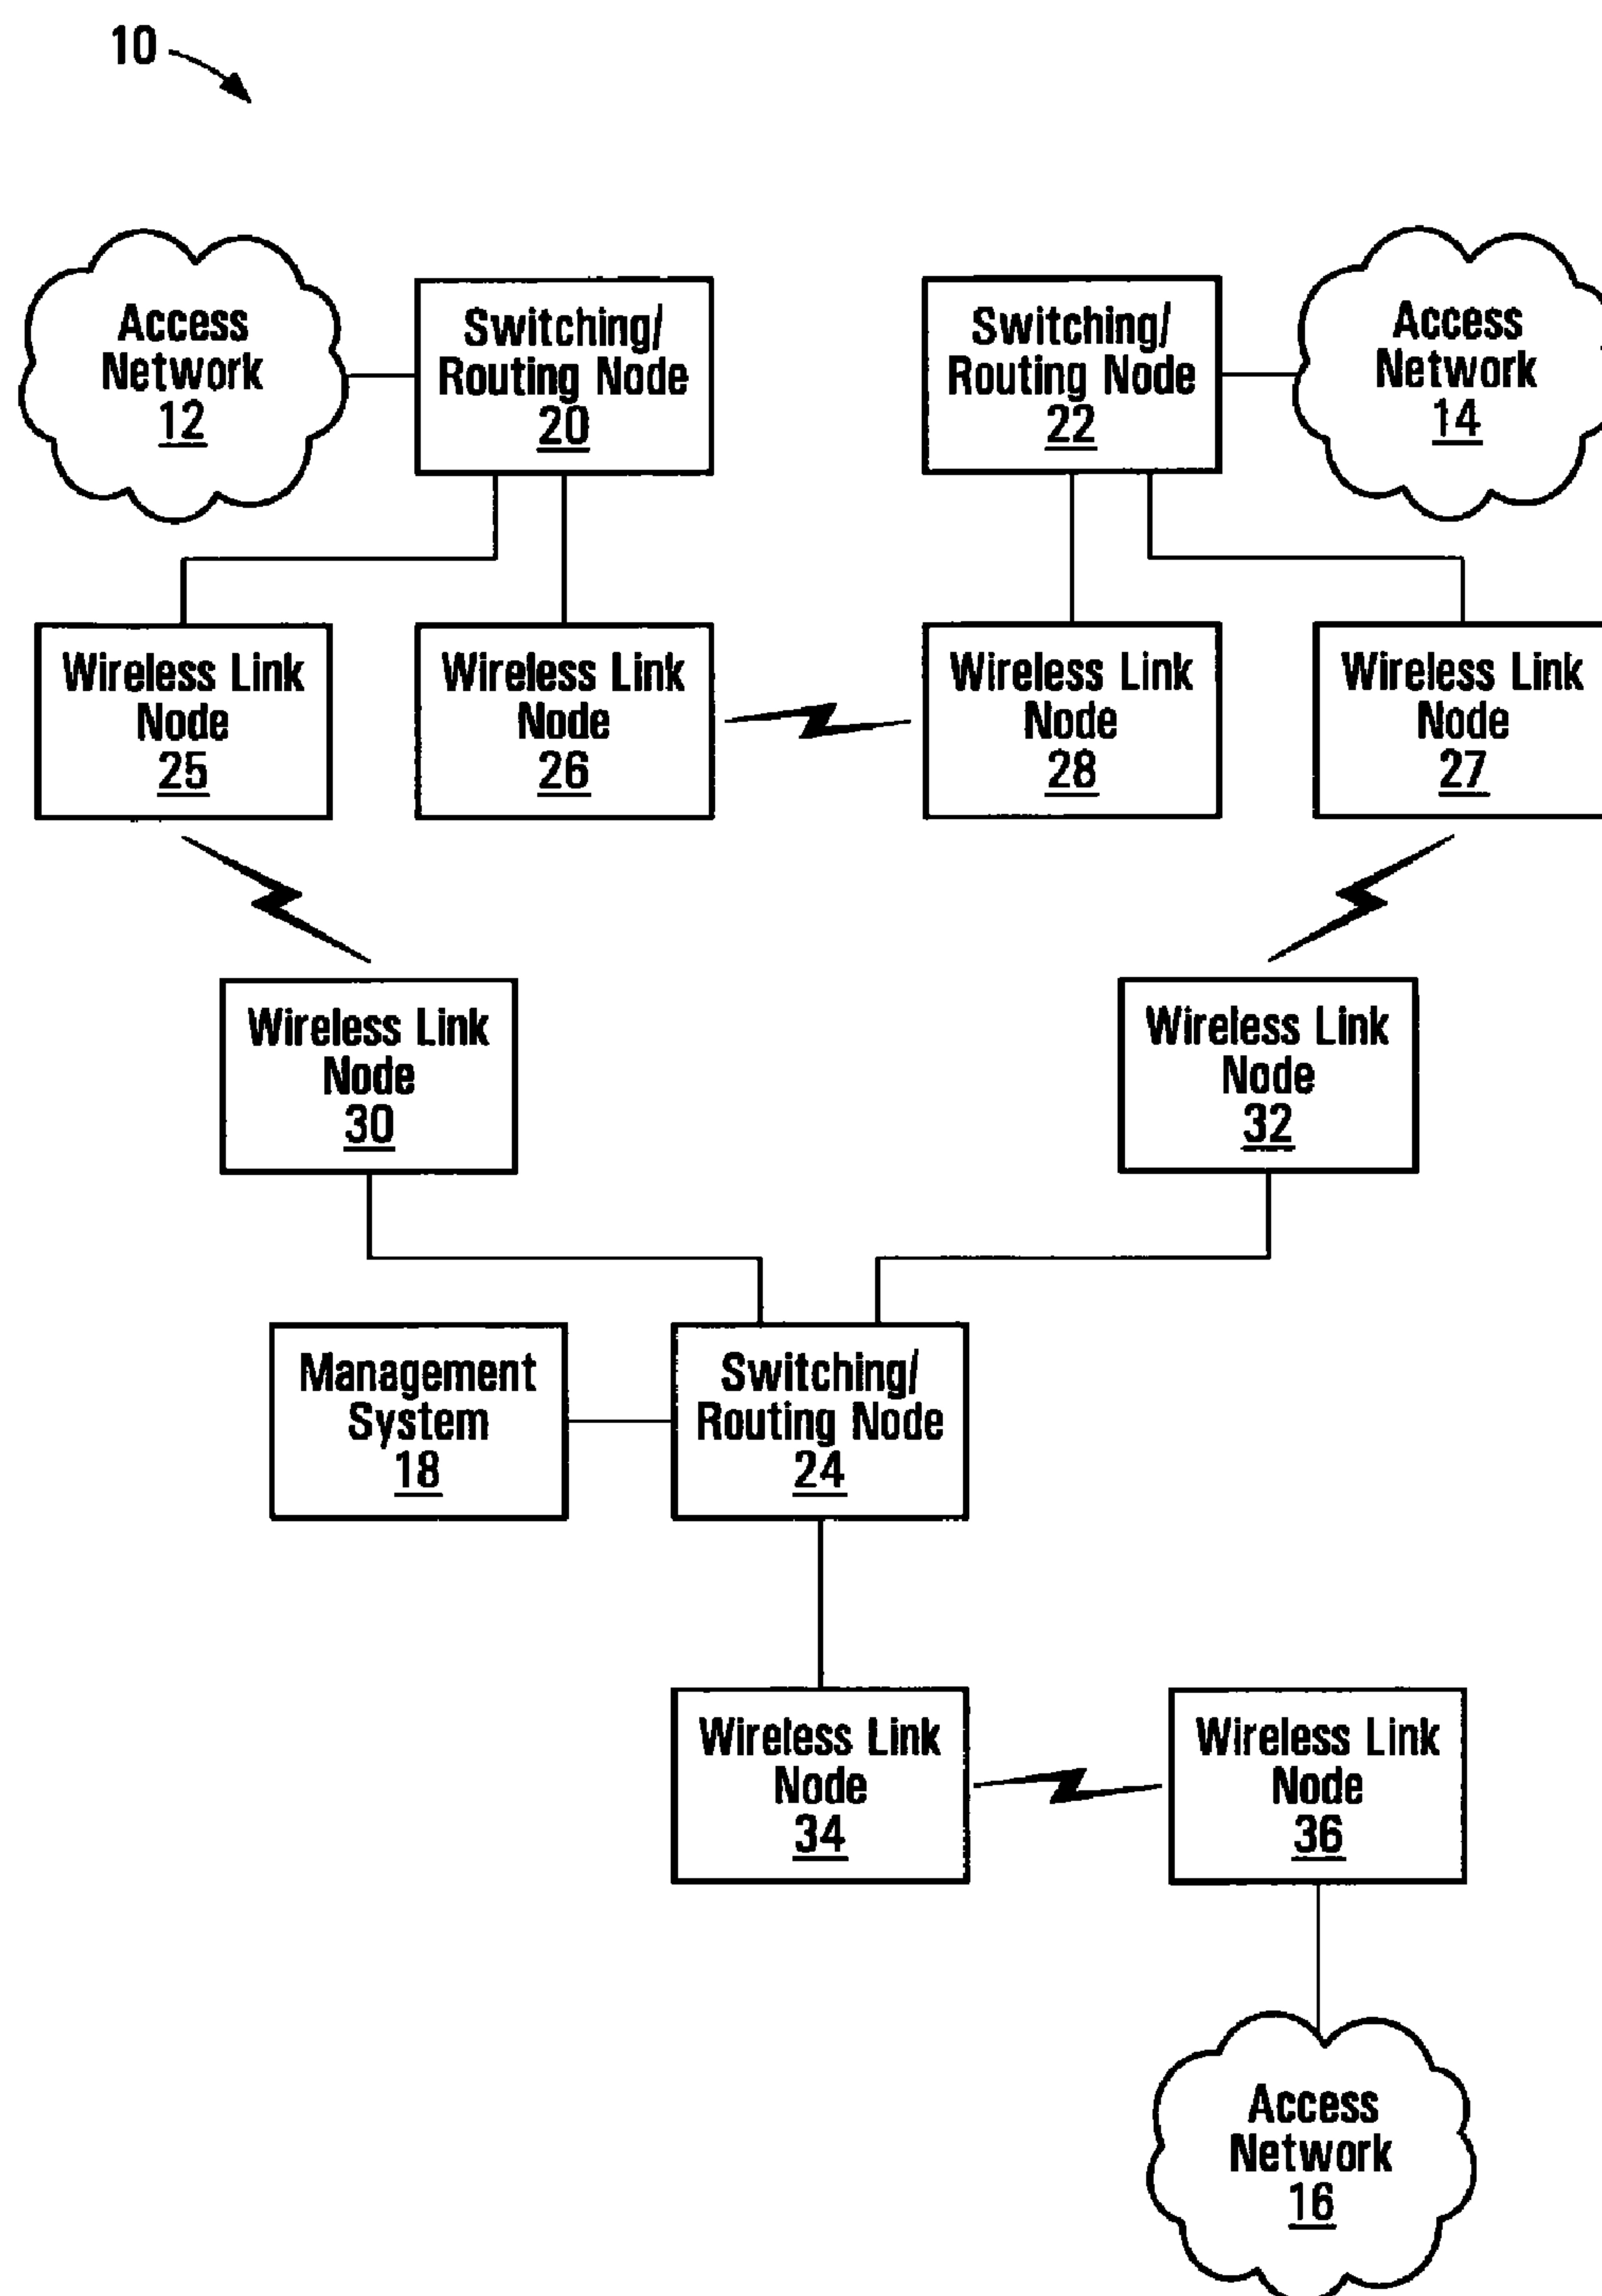 10
Access
Network
12
Switching/
Routing Node
20
Switching/
Routing Node
22
Access
Network
14
Wireless Link
Node
25
Wireless Link
Node
26
Wireless Link
Node
28
Wireless Link
Node
27
Wireless Link
Node
30
Wireless Link
Node
32
Management
System
18
Switching/
Routing Node
24
Wireless Link
Node
34
Wireless Link
Node
36
Access
Network
16